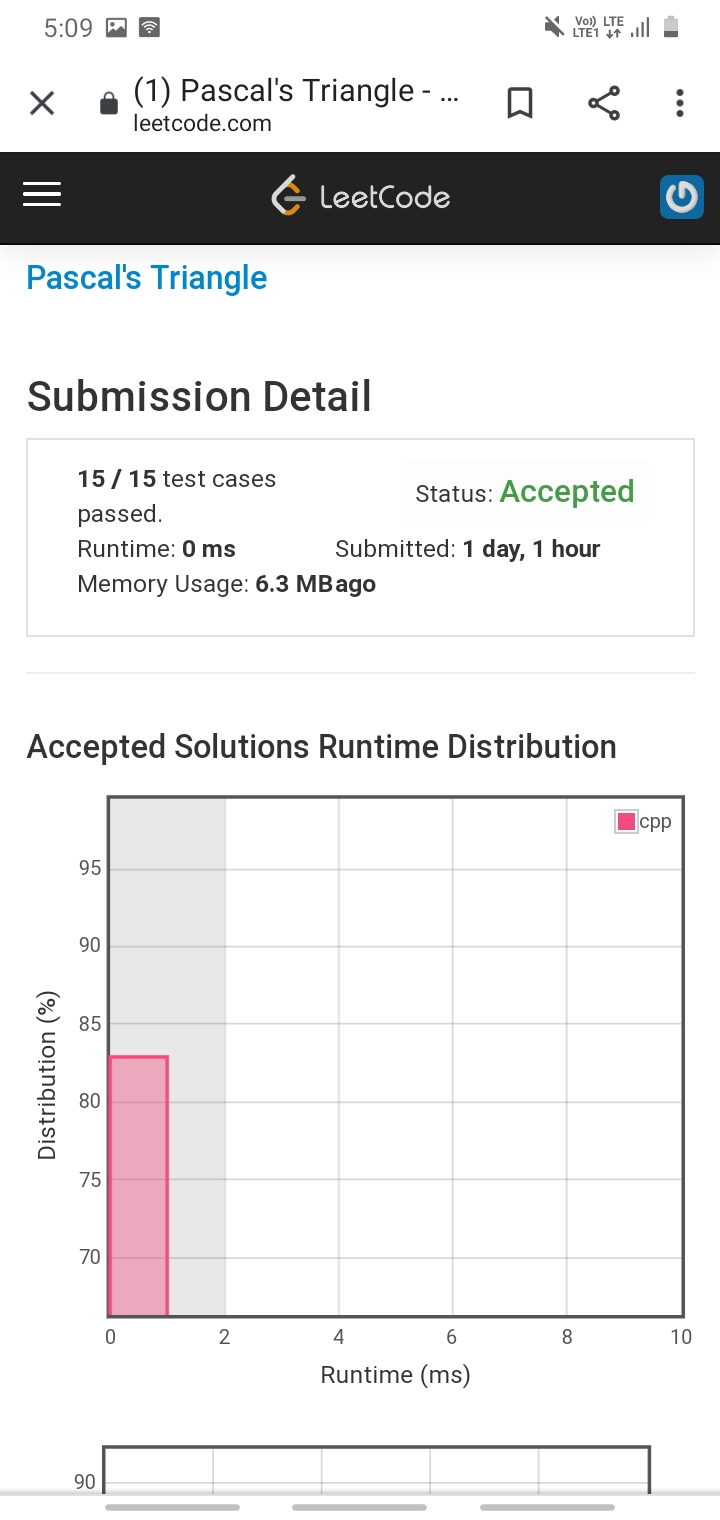 5:09
Vo)) LTE
LTE1
(1) Pascal's Triangle - ...
leetcode.com
LeetCode
Pascal's Triangle
Submission Detail
15 / 15 test cases
passed.
Status: Accepted
Runtime: 0 ms
Submitted: 1 day, 1 hour
Memory Usage: 6.3 MB ago
Accepted Solutions Runtime Distribution
cpp
95
90
85
80
75
70
Distribution (%)
0 2 4 6 8 10
Runtime (ms)
90